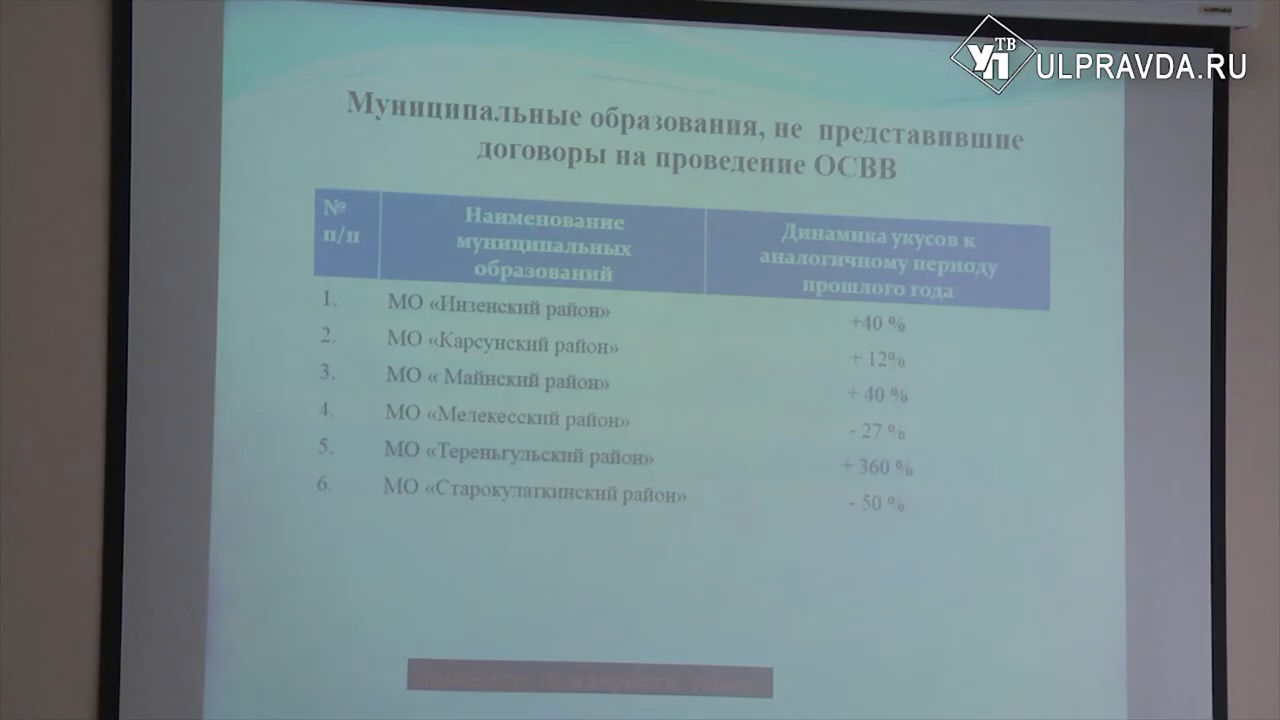 УП ТВ ULPRAVDA.RU
Муниципальные образования, не представившие
договоры на проведение ОСВВ
№ п/п
Наименование
муниципальных
образований
Динамика укусов к
аналогичному периоду
прошлого года
1. МО «Инзенский район» +40 %
2. МО «Карсунский район» + 12%
3. МО « Майнский район» + 40 %
4. МО «Мелекесский район» - 27 %
5. МО «Тереньгульский район» + 360 %
6. МО «Старокулаткинский район» - 50 %